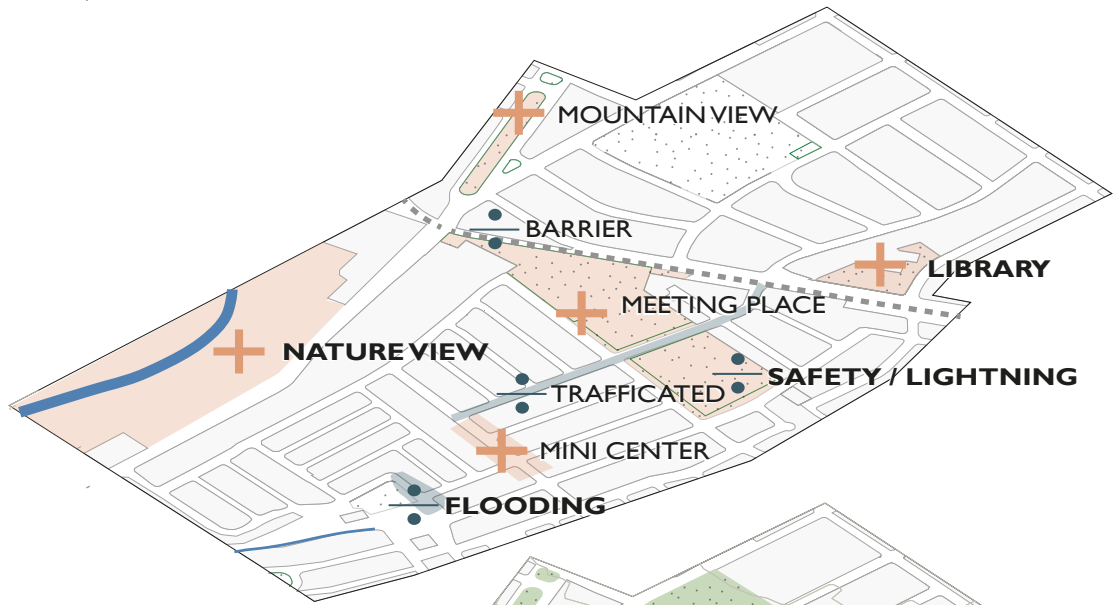 MOUNTAIN VIEW
BARRIER
LIBRARY
MEETING PLACE
NATURE VIEW
SAFETY / LIGHTNING
TRAFFICATED
MINI CENTER
FLOODING